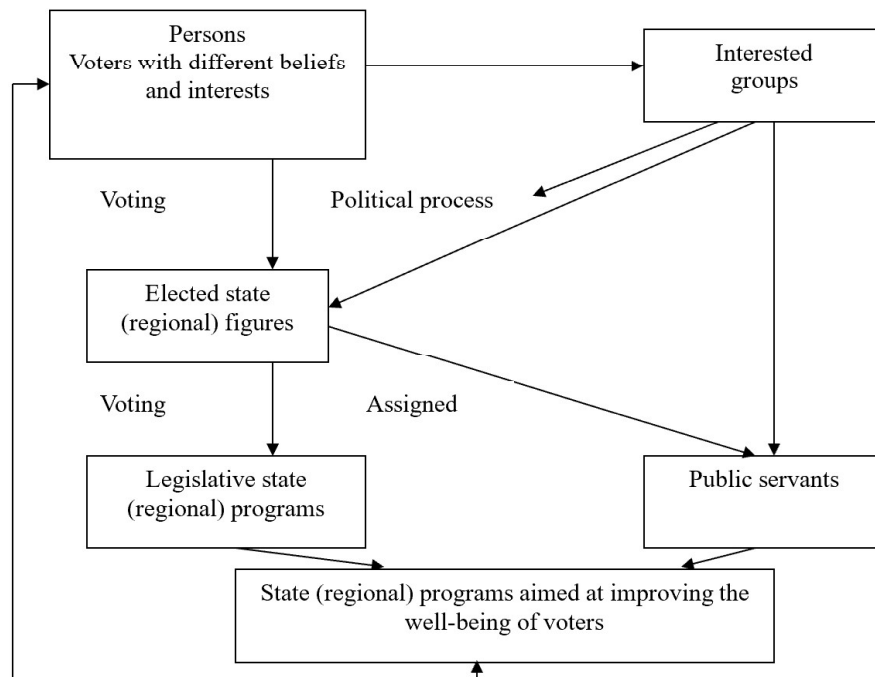 Persons
Voters with different beliefs
and interests
Interested
groups
Voting
Political process
Elected state
(regional) figures
Voting
Assigned
Legislative state
(regional) programs
Public servants
State (regional) programs aimed at improving the
well-being of voters